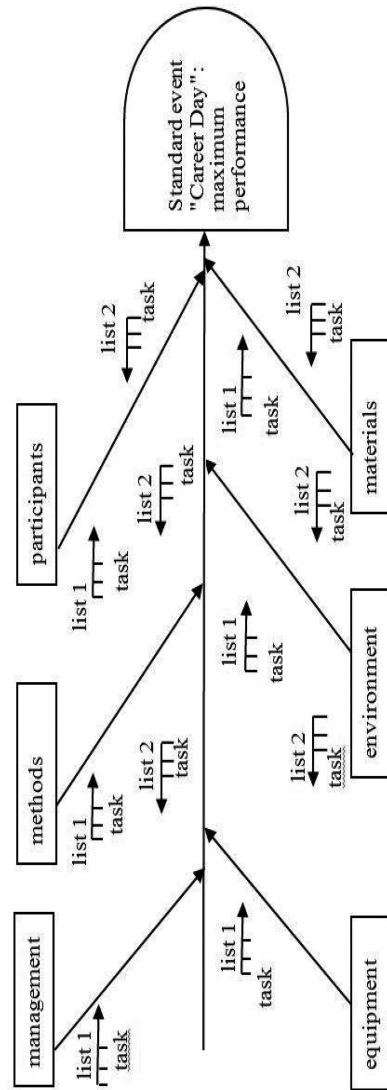 management
methods
participants
list 1
task
list 1
task
list 1
task
list 2
task
list 2
task
list 2
task
Standard event
"Career Day":
maximum
performance
list 1
task
list 1
task
list 1
task
list 2
task
list 2
task
list 2
task
equipment
environment
materials